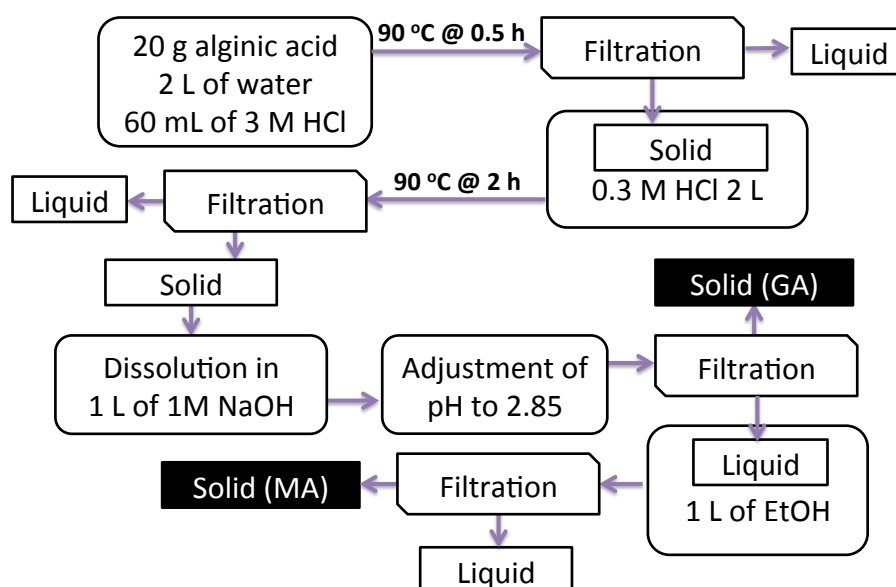 20 g alginic acid
2 L of water
60 mL of 3 M HCl
90 °C @ 0.5 h
Filtration
Liquid
Solid
0.3 M HCl 2 L
90 °C @ 2 h
Filtration
Liquid
Solid
Dissolution in
1 L of 1M NaOH
Adjustment of
pH to 2.85
Filtration
Solid (GA)
Liquid
1 L of EtOH
Filtration
Solid (MA)
Liquid